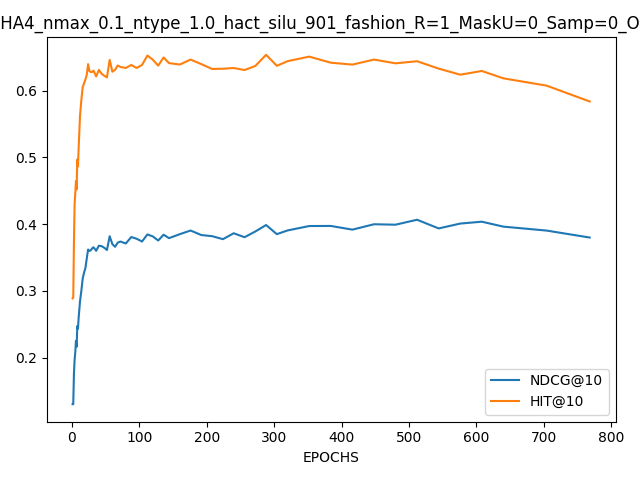 HA4_nmax_0.1_ntype_1.0_hact_silu_901_fashion_R=1_MaskU=0_Samp=0_O
0.6
0.5
0.4
0.3
0.2
NDCG@10
HIT@10
0 100 200 300 400 500 600 700 800
EPOCHS